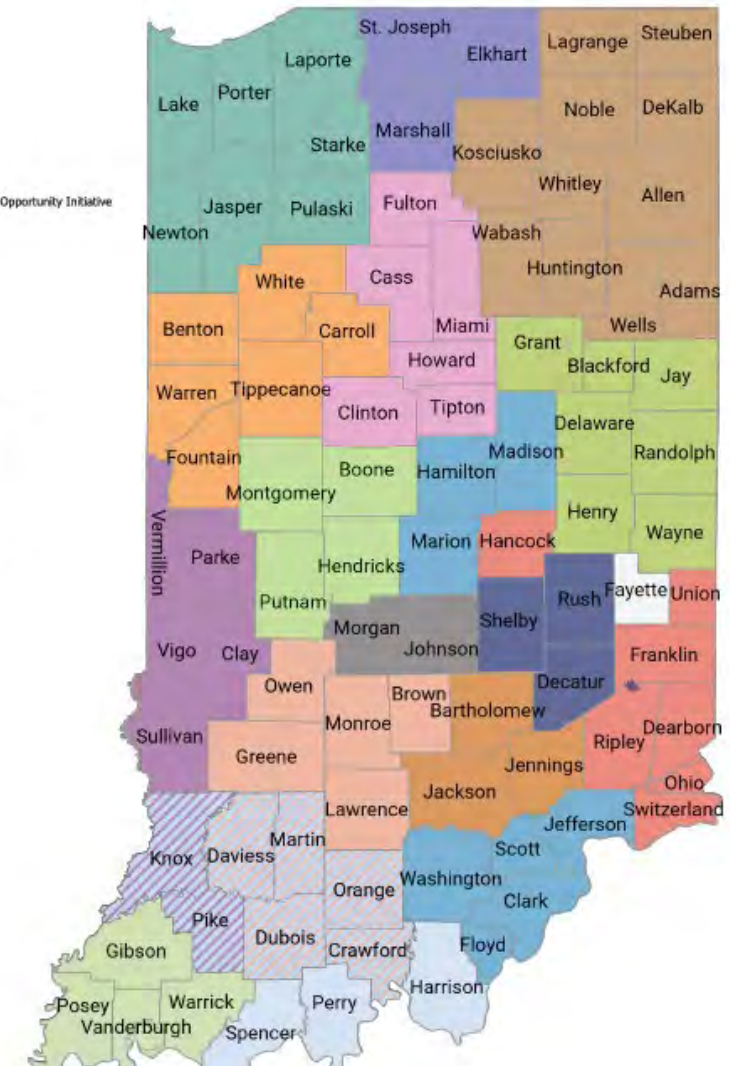 St. Joseph
Elkhart
Lagrange
Steuben
Laporte
Lake
Porter
Noble
DeKalb
Marshall
Starke
Kosciusko
Whitley
Allen
Opportunity Initiative
Jasper
Pulaski
Fulton
Newton
Wabash
White
Cass
Huntington
Adams
Benton
Carroll
Miami
Wells
Grant
Howard
Blackford
Jay
Warren
Tippecanoe
Clinton
Tipton
Delaware
Fountain
Boone
Hamilton
Madison
Randolph
Montgomery
Vermillion
Parke
Hendricks
Marion
Hancock
Henry
Wayne
Putnam
Shelby
Rush
Fayette
Union
Morgan
Johnson
Vigo
Clay
Franklin
Owen
Brown
Bartholomew
Decatur
Monroe
Sullivan
Greene
Jennings
Ripley
Dearborn
Lawrence
Jackson
Ohio
Switzerland
Knox
Daviess
Martin
Jefferson
Scott
Orange
Washington
Clark
Pike
Dubois
Crawford
Floyd
Gibson
Harrison
Posey
Vanderburgh
Warrick
Spencer
Perry